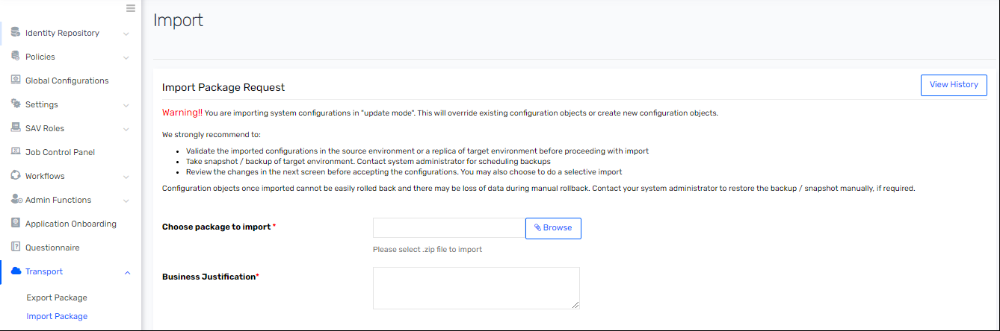 Import
Identity Repository
Policies
Global Configurations
Settings
SAV Roles
Job Control Panel
Workflows
Admin Functions
Application Onboarding
Questionnaire
Transport
Export Package
Import Package
Import Package Request
View History
Warning!! You are importing system configurations in "update mode". This will override existing configuration objects or create new configuration objects.
We strongly recommend to:
• Validate the imported configurations in the source environment or a replica of target environment before proceeding with import
• Take snapshot / backup of target environment. Contact system administrator for scheduling backups
• Review the changes in the next screen before accepting the configurations. You may also choose to do a selective import
Configuration objects once imported cannot be easily rolled back and there may be loss of data during manual rollback. Contact your system administrator to restore the backup / snapshot manually, if required.
Choose package to import *
Browse
Please select .zip file to import
Business Justification*